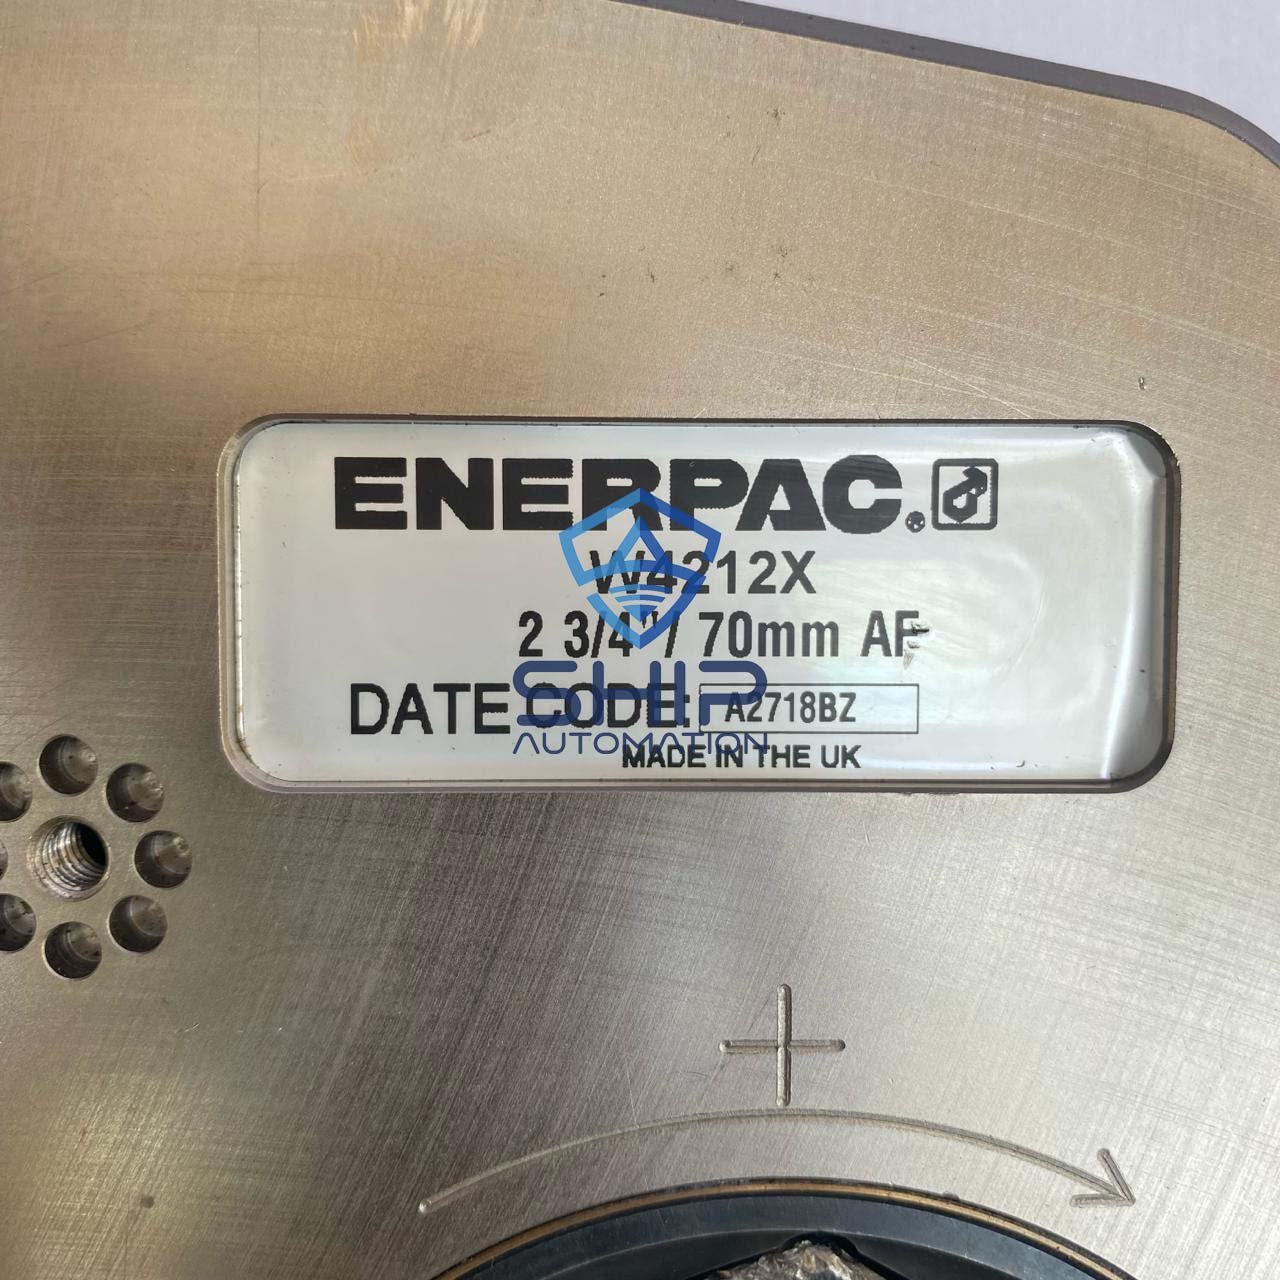 ENERPAC.
W4212X
2 3/4"/ 70mm AF
SHIP
DATE CODE: A2718BZ
AUTOMATION
MADE IN THE UK
+